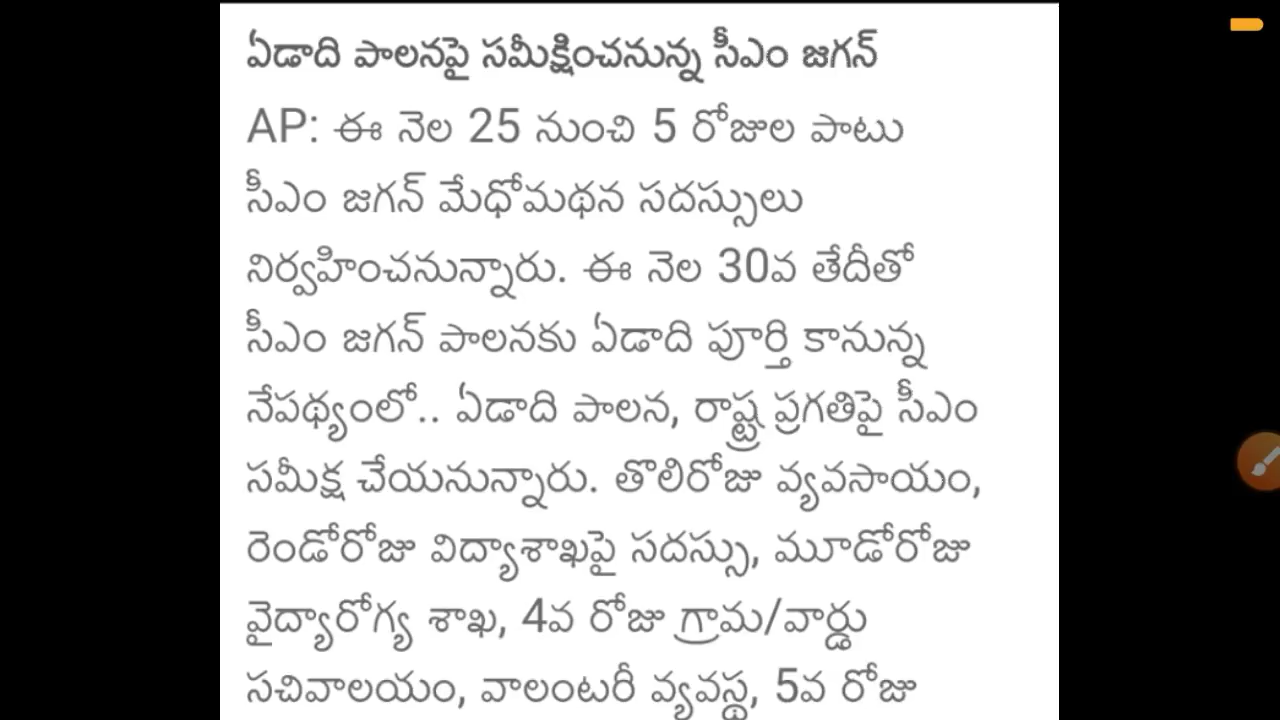 ఏడాది పాలనపై సమీక్షించనున్న సీఎం జగన్
AP: ఈ నెల 25 నుంచి 5 రోజుల పాటు
సీఎం జగన్ మేధోమథన సదస్సులు
నిర్వహించనున్నారు. ఈ నెల 30వ తేదీతో
సీఎం జగన్ పాలనకు ఏడాది పూర్తి కానున్న
నేపథ్యంలో.. ఏడాది పాలన, రాష్ట్ర ప్రగతిపై సీఎం
సమీక్ష చేయనున్నారు. తొలిరోజు వ్యవసాయం,
రెండోరోజు విద్యాశాఖపై సదస్సు, మూడోరోజు
వైద్యారోగ్య శాఖ, 4వ రోజు గ్రామ/వార్డు
సచివాలయం, వాలంటరీ వ్యవస్థ, 5వ రోజు